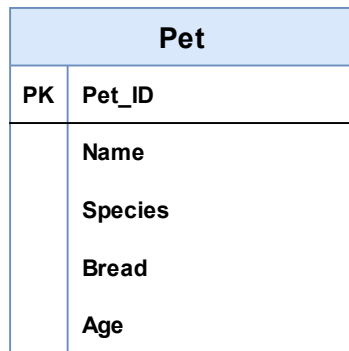 Pet
PK Pet_ID
Name
Species
Bread
Age